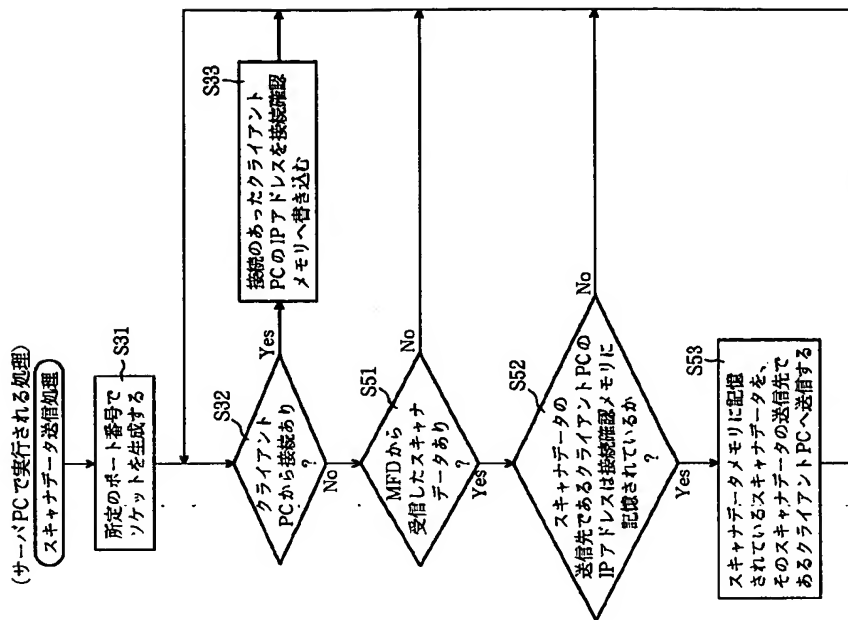 (サーバPCで実行される処理)
スキャナデータ送信処理
S31
所定のポート番号で
ソケットを生成する
S32
クライアント
PCから接続あり
?
Yes
No
S33
接続のあったクライアント
PCのIPアドレスを接続確認
メモリへ書き込む
S51
MFDから
受信したスキャナ
データあり
?
No
Yes
S52
スキャナデータの
送信先であるクライアントPCの
IPアドレスは接続確認メモリに
記憶されているか
?
No
Yes
S53
スキャナデータメモリに記憶
されているスキャナデータを、
そのスキャナデータの送信先で
あるクライアントPCへ送信する